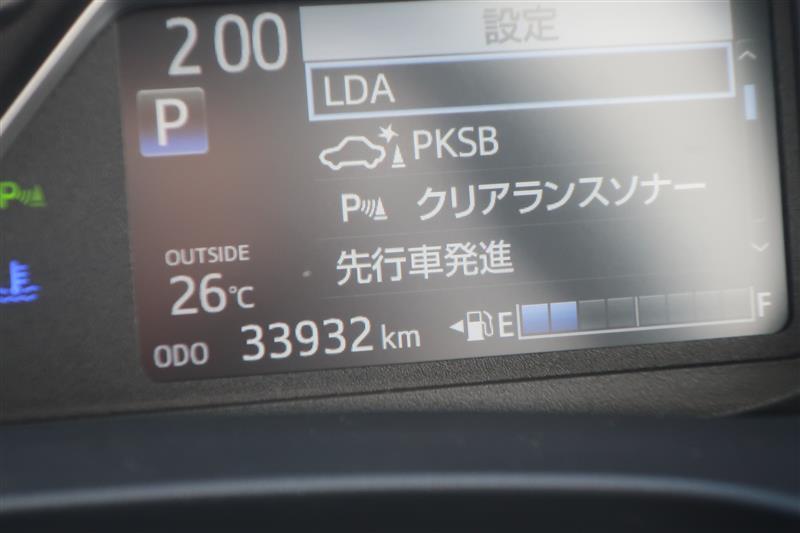 2:00
設定
LDA
P
PKSB
P クリアランスソナー
P
先行車発進
OUTSIDE
26℃
ODO 33932 km
E F